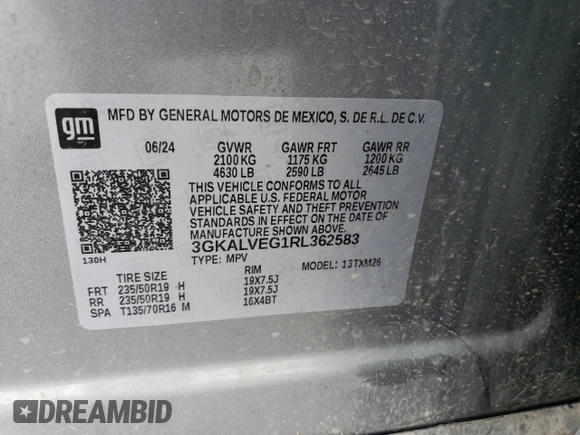 gm
MFD BY GENERAL MOTORS DE MEXICO, S. DE R.L. DE C.V.
06/24 GVWR GAWR FRT GAWR RR
2100 KG 1175 KG 1200 KG
4630 LB 2590 LB 2645 LB
THIS VEHICLE CONFORMS TO ALL
APPLICABLE U.S. FEDERAL MOTOR
VEHICLE SAFETY AND THEFT PREVENTION
STANDARDS IN EFFECT ON THE DATE OF
MANUFACTURE SHOWN ABOVE.
3GKALVEG1RL362583
130H TYPE: MPV MODEL: 13TXM26
TIRE SIZE RIM
FRT 235/50R19 H 19X7.5J
RR 235/50R19 H 19X7.5J
SPA T135/70R16 M 16X4BT
DREAMBID